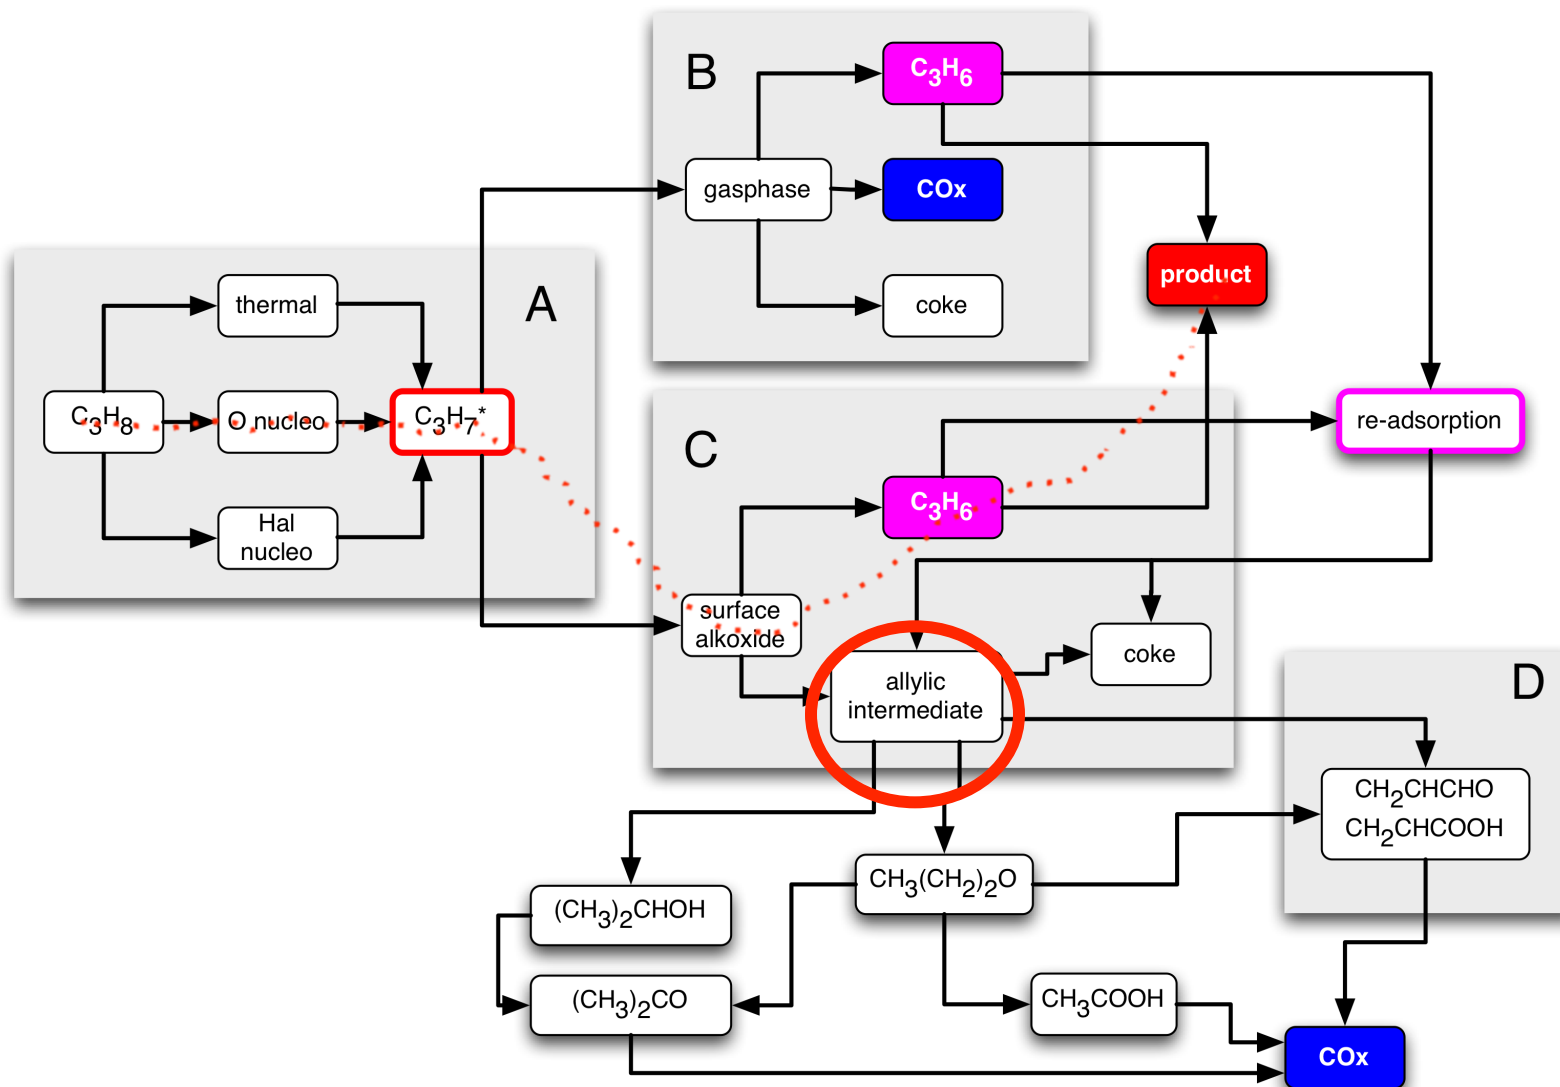 B
C₃H₆
gasphase
COx
coke
product
thermal
A
C₃H₈
O nucleo
C₃H₇*
Hal
nucleo
re-adsorption
C
C₃H₆
surface
alkoxide
allylic
intermediate
coke
D
CH₂CHCHO
CH₂CHCOOH
CH₃(CH₂)₂O
(CH₃)₂CHOH
(CH₃)₂CO
CH₃COOH
COx